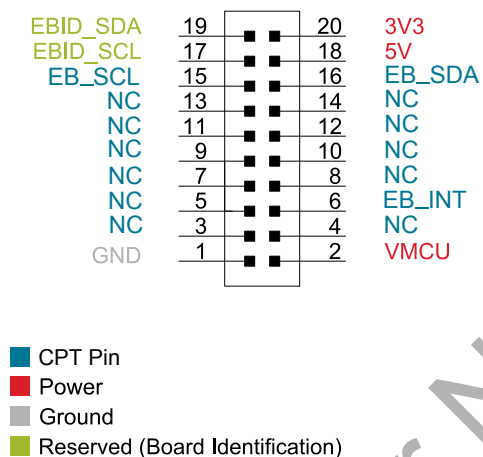 EBID_SDA 19 20 3V3
EBID_SCL 17 18 5V
EB_SCL 15 16 EB_SDA
NC 13 14 NC
NC 11 12 NC
NC 9 10 NC
NC 7 8 NC
NC 5 6 EB_INT
NC 3 4 NC
GND 1 2 VMCU
CPT Pin
Power
Ground
Reserved (Board Identification)